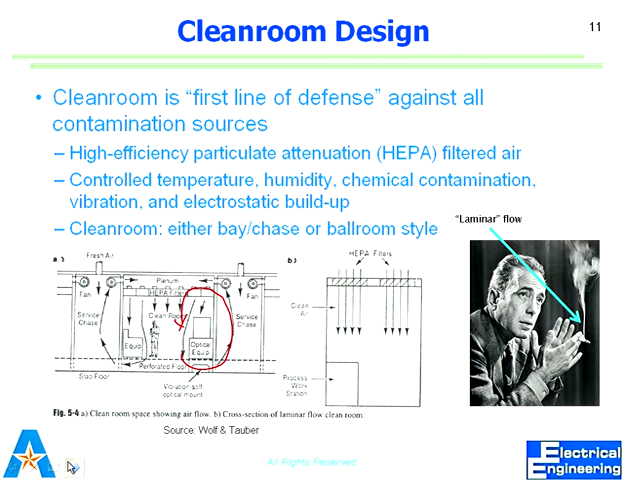 Cleanroom Design
11
• Cleanroom is “first line of defense” against all
contamination sources
– High-efficiency particulate attenuation (HEPA) filtered air
– Controlled temperature, humidity, chemical contamination,
vibration, and electrostatic build-up
– Cleanroom: either bay/chase or ballroom style
“Laminar” flow
a)
Fresh Air
Plenum
HEPA Filters
Fan
Fan
Service
Chase
Clean Room
Service
Chase
Equip
Optical
Equip
Perforated Floor
Slab Floor
Vibration-stiff
optical mount
b)
HEPA Filters
Clean
Air
Process
Work
Station
Fig. 5-4 a) Clean room space showing air flow. b) Cross-section of laminar flow clean room.
Source: Wolf & Tauber
All Rights Reserved
Electrical
Engineering